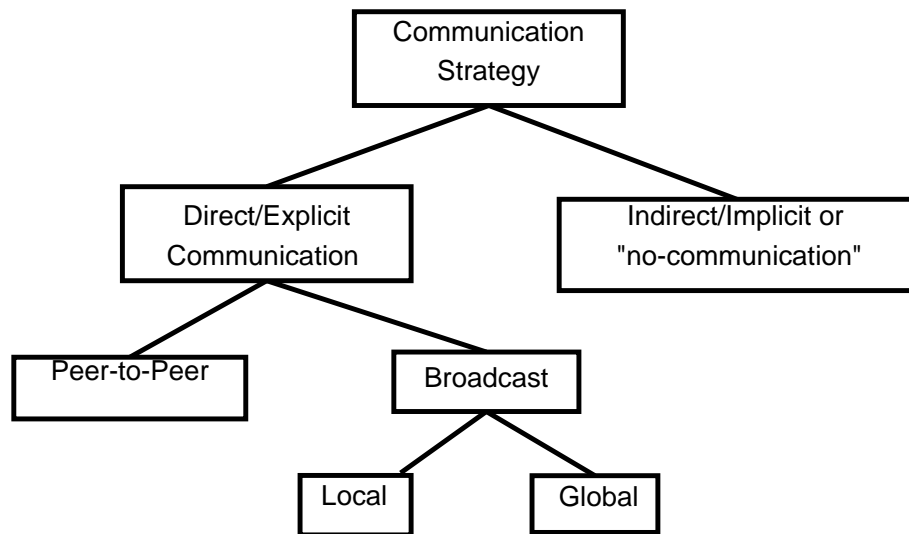 Communication
Strategy
Direct/Explicit
Communication
Indirect/Implicit or
"no-communication"
Peer-to-Peer
Broadcast
Local
Global